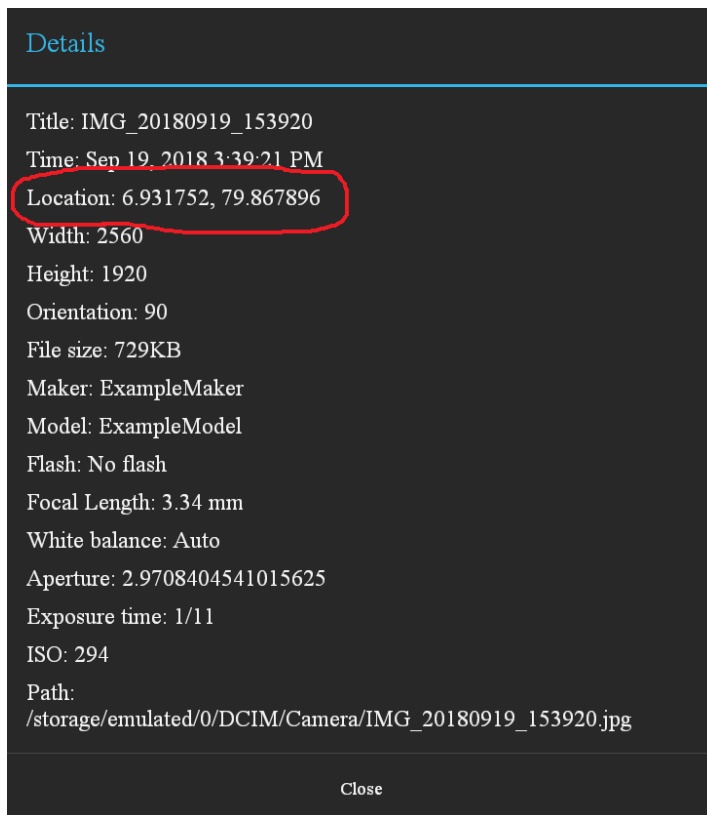 Details
Title: IMG_20180919_153920
Time: Sep 19, 2018 3:39:21 PM
Location: 6.931752, 79.867896
Width: 2560
Height: 1920
Orientation: 90
File size: 729KB
Maker: ExampleMaker
Model: ExampleModel
Flash: No flash
Focal Length: 3.34 mm
White balance: Auto
Aperture: 2.9708404541015625
Exposure time: 1/11
ISO: 294
Path:
/storage/emulated/0/DCIM/Camera/IMG_20180919_153920.jpg
Close